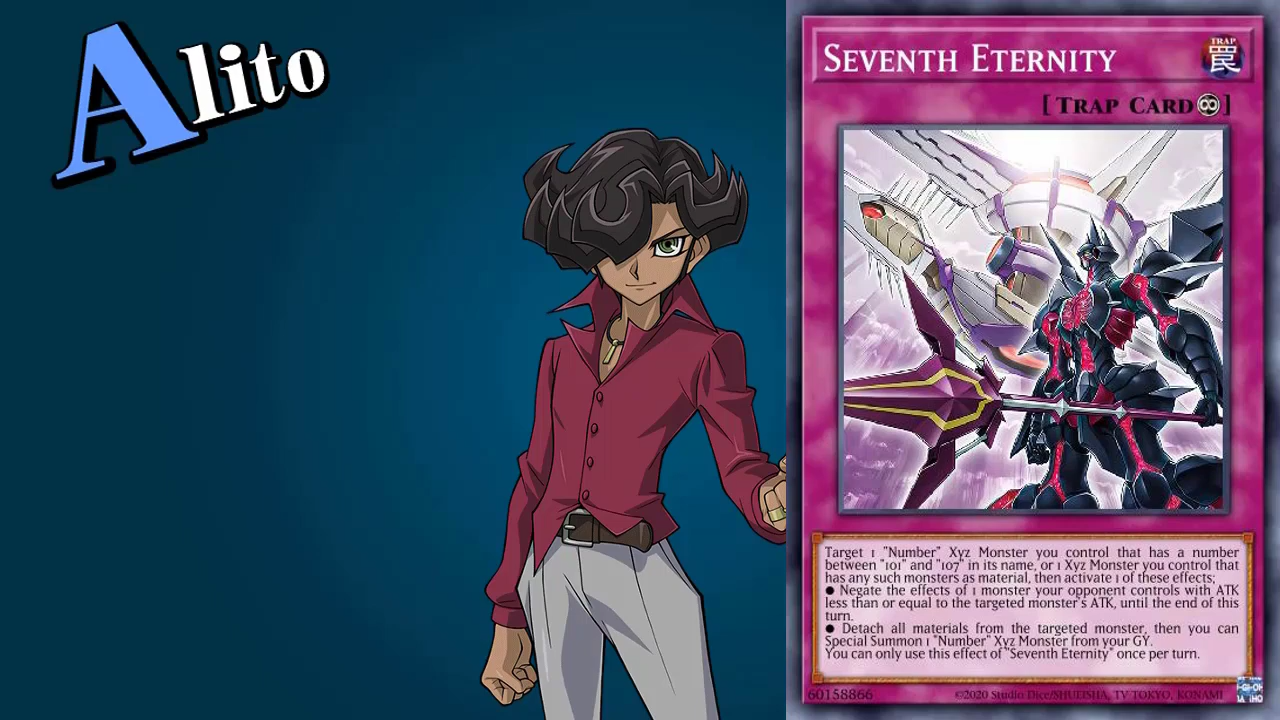 Alito
Seventh Eternity
TRAP
罠
[Trap Card]
Target 1 "Number" Xyz Monster you control that has a number
between "101" and "107" in its name, or 1 Xyz Monster you control that
has any such monsters as material, then activate 1 of these effects;
● Negate the effects of 1 monster your opponent controls with ATK
less than or equal to the targeted monster's ATK, until the end of this
turn.
● Detach all materials from the targeted monster, then you can
Special Summon 1 "Number" Xyz Monster from your GY.
You can only use this effect of "Seventh Eternity" once per turn.
60158866
©2020 Studio Dice/SHUEISHA, TV TOKYO, KONAMI